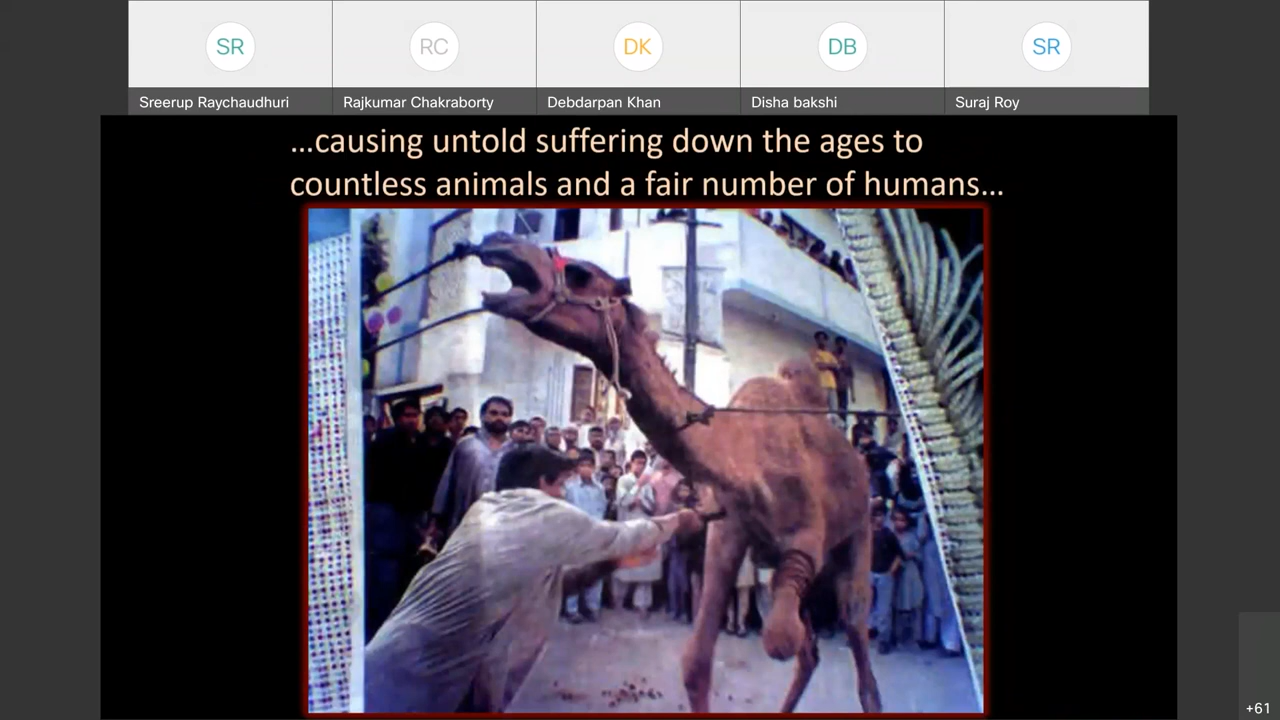 SR
RC
DK
DB
SR
Sreerup Raychaudhuri
Rajkumar Chakraborty
Debdarpan Khan
Disha bakshi
Suraj Roy
...causing untold suffering down the ages to
countless animals and a fair number of humans...
+61